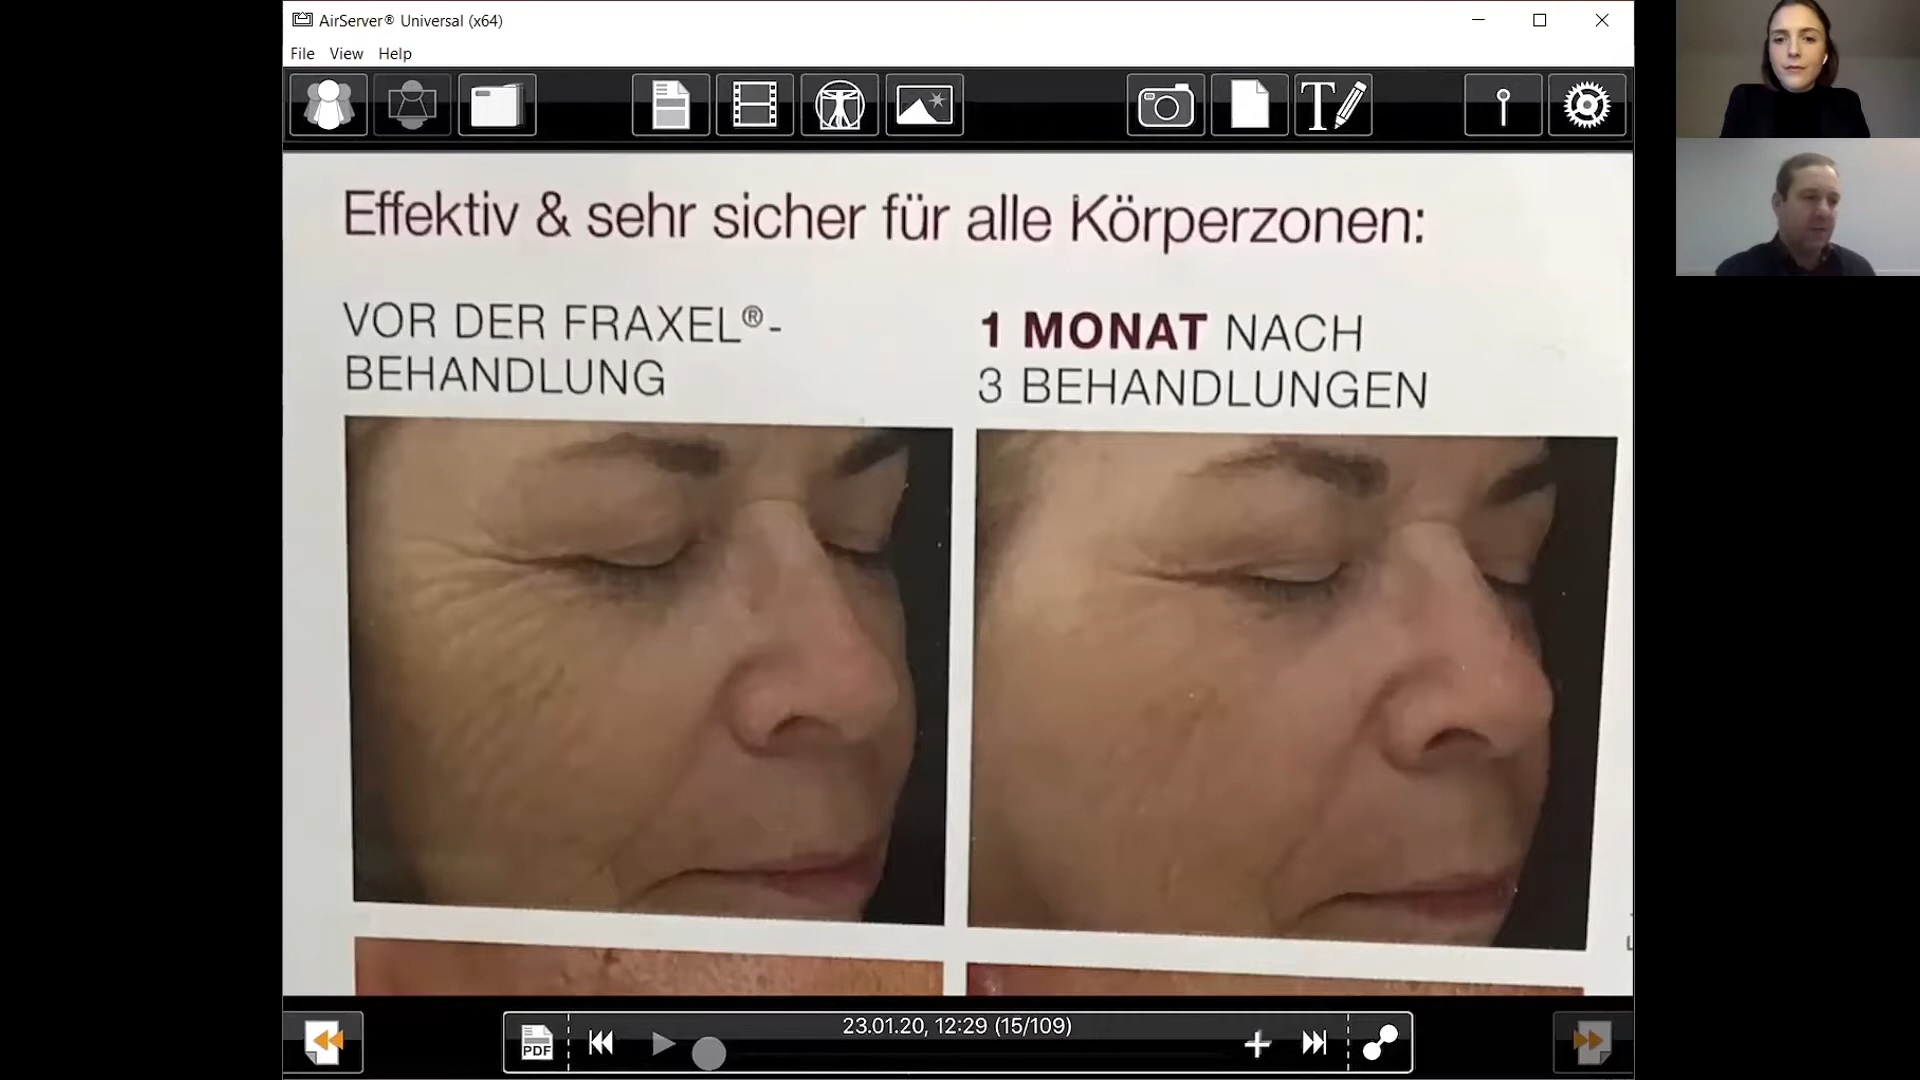 AirServer® Universal (x64)
File View Help
T
Effektiv & sehr sicher für alle Körperzonen:
VOR DER FRAXEL®-
BEHANDLUNG
1 MONAT NACH
3 BEHANDLUNGEN
PDF
23.01.20, 12:29 (15/109)